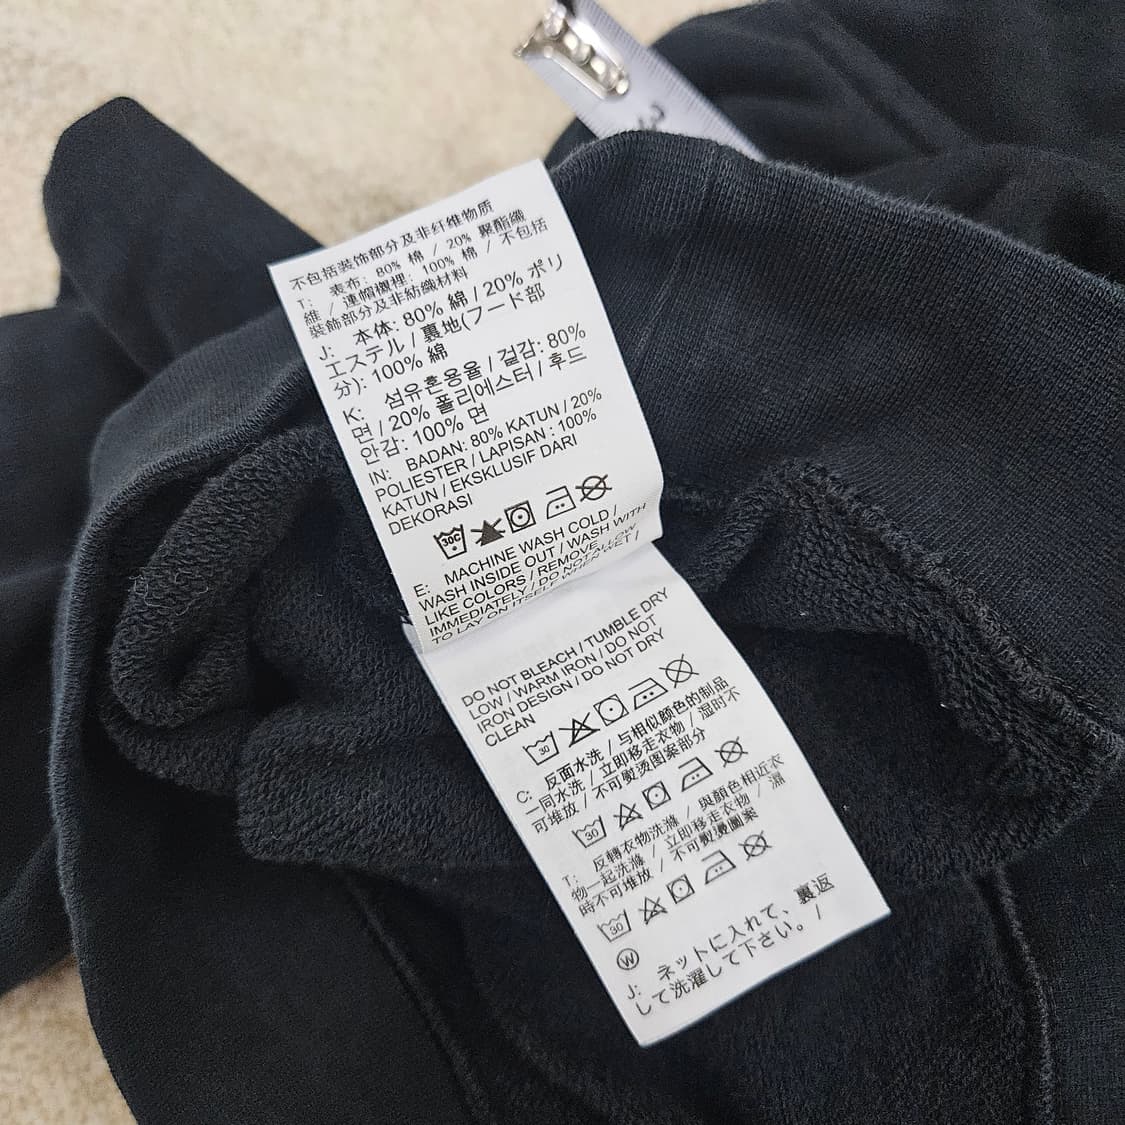 3
不包括装饰部分及非纤维物质
T: 表布: 80% 棉 / 20% 聚酯纖
維 / 連帽襯裡: 100% 棉 / 不包括
裝飾部分及非紡織材料
J: 本体: 80% 綿 / 20% ポリ
エステル / 裏地(フード部
分): 100% 綿
K: 섬유혼용율 / 겉감: 80%
면 / 20% 폴리에스터 / 후드
안감: 100% 면
IN: BADAN: 80% KATUN / 20%
POLIESTER / LAPISAN : 100%
KATUN / EKSKLUSIF DARI
DEKORASI
30C
E: MACHINE WASH COLD /
WASH INSIDE OUT / WASH WITH
LIKE COLORS / REMOVE
IMMEDIATELY / DO NOT ALLOW
TO LAY ON ITSELF WHEN WET /
DO NOT BLEACH / TUMBLE DRY
LOW / WARM IRON / DO NOT
IRON DESIGN / DO NOT DRY
CLEAN
30
C: 反面水洗 / 与相似颜色的制品
一同水洗 / 立即移走衣物 / 湿时不
可堆放 / 不可熨烫图案部分
30
T: 反轉衣物洗滌 / 與顏色相近衣
物一起洗滌 / 立即移走衣物 / 濕
時不可堆放 / 不可熨燙圖案
30
W
J: ネットに入れて、裏返
して洗濯して下さい。 /